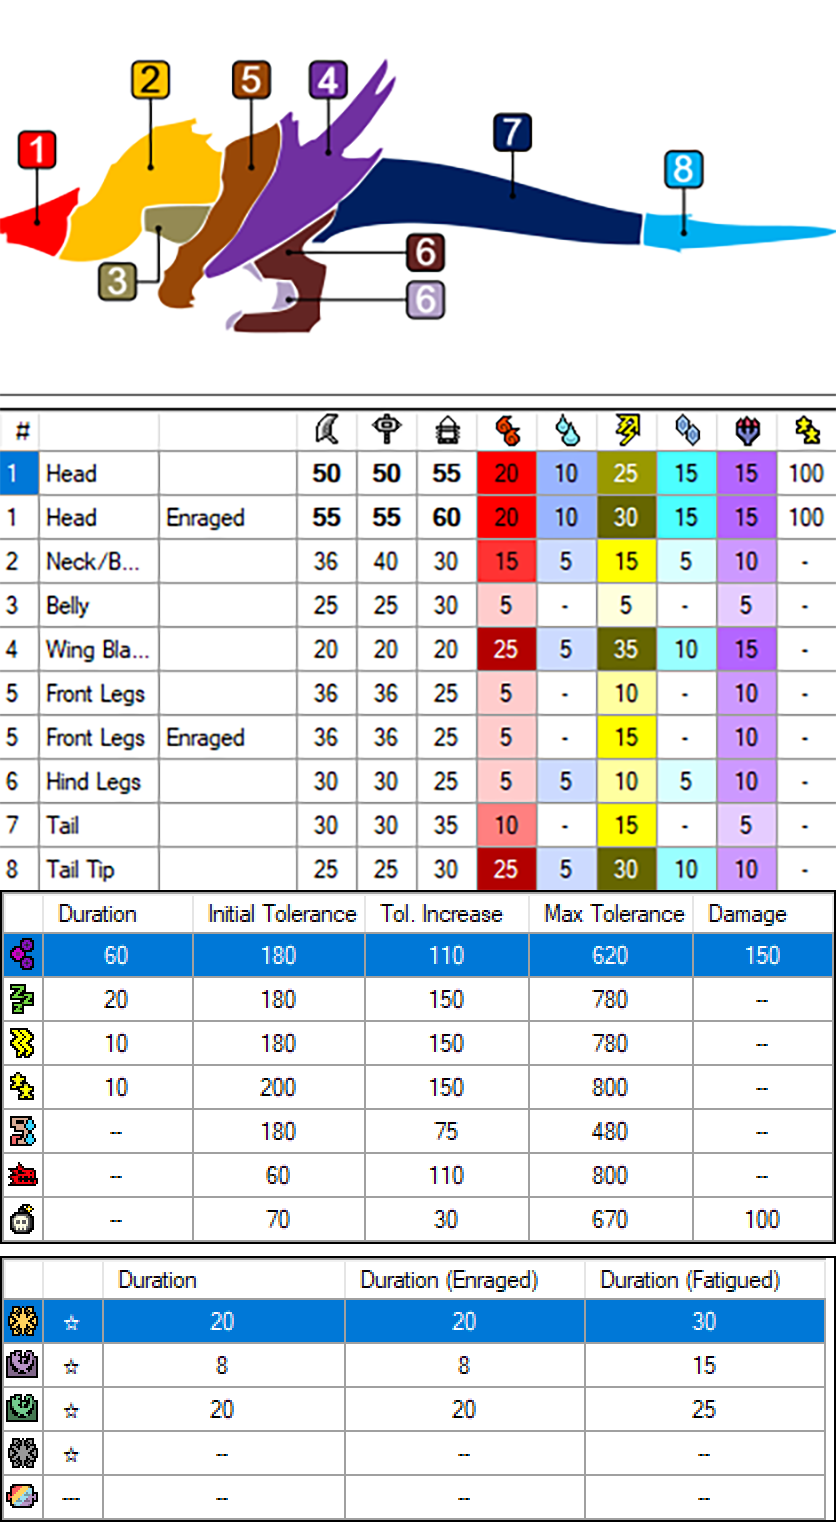 2
5
4
1
7
8
6
3
6
#
1 Head 50 50 55 20 10 25 15 15 100
1 Head Enraged 55 55 60 20 10 30 15 15 100
2 Neck/B... 36 40 30 15 5 15 5 10 -
3 Belly 25 25 30 5 - 5 - 5 -
4 Wing Bla... 20 20 20 25 5 35 10 15 -
5 Front Legs 36 36 25 5 - 10 - 10 -
5 Front Legs Enraged 36 36 25 5 - 15 - 10 -
6 Hind Legs 30 30 25 5 5 10 5 10 -
7 Tail 30 30 35 10 - 15 - 5 -
8 Tail Tip 25 25 30 25 5 30 10 10 -
Duration Initial Tolerance Tol. Increase Max Tolerance Damage
60 180 110 620 150
20 180 150 780 --
10 180 150 780 --
10 200 150 800 --
-- 180 75 480 --
-- 60 110 800 --
-- 70 30 670 100
Duration Duration (Enraged) Duration (Fatigued)
☆ 20 20 30
☆ 8 8 15
☆ 20 20 25
☆ -- -- --
--- -- -- --